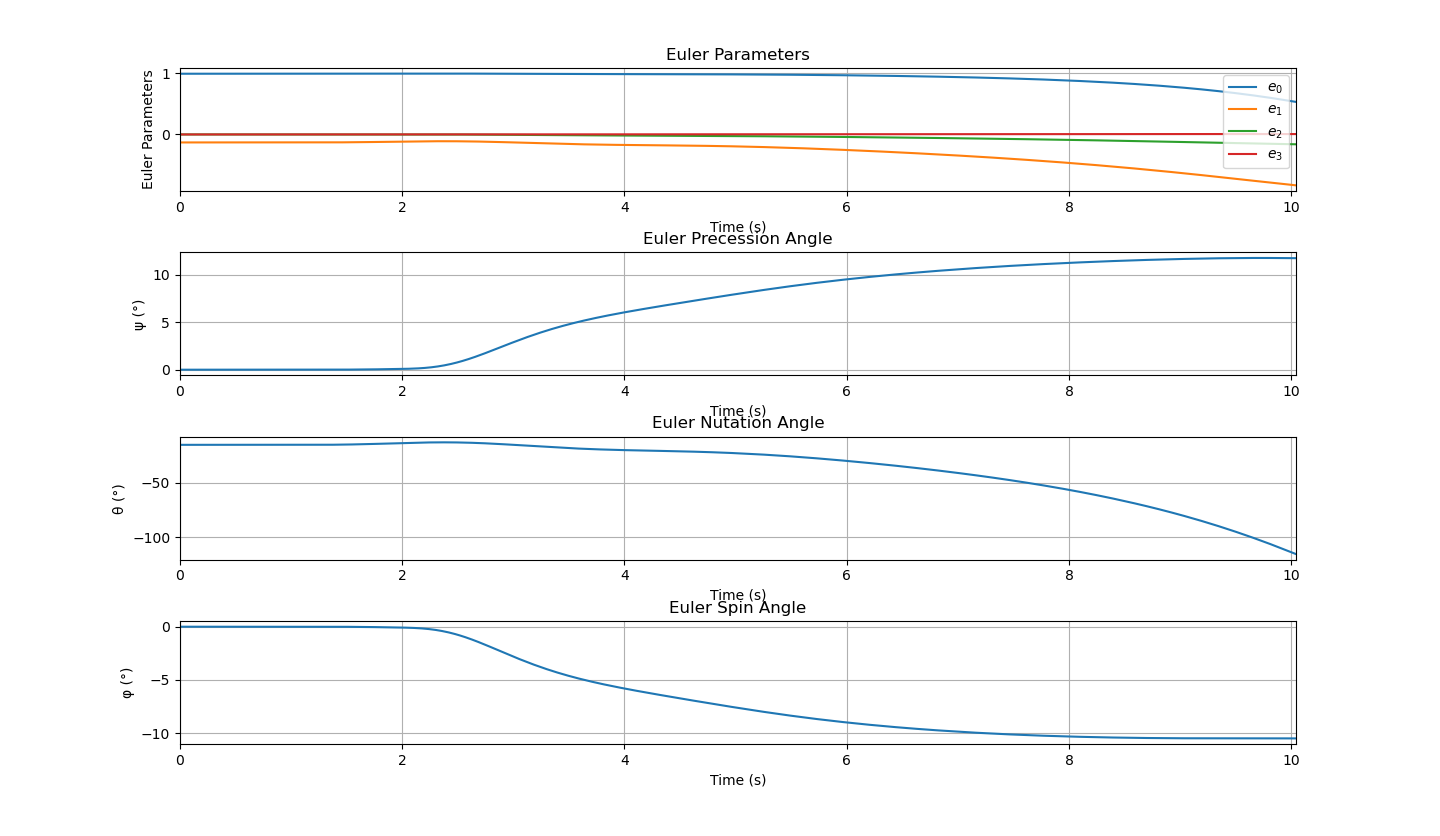 Euler Parameters
Euler Parameters
1
0
e₀
e₁
e₂
e₃
0 2 4 6 8 10
Time (s)
Euler Precession Angle
ψ (°)
10
5
0
0 2 4 6 8 10
Time (s)
Euler Nutation Angle
θ (°)
−50
−100
0 2 4 6 8 10
Time (s)
Euler Spin Angle
φ (°)
0
−5
−10
0 2 4 6 8 10
Time (s)